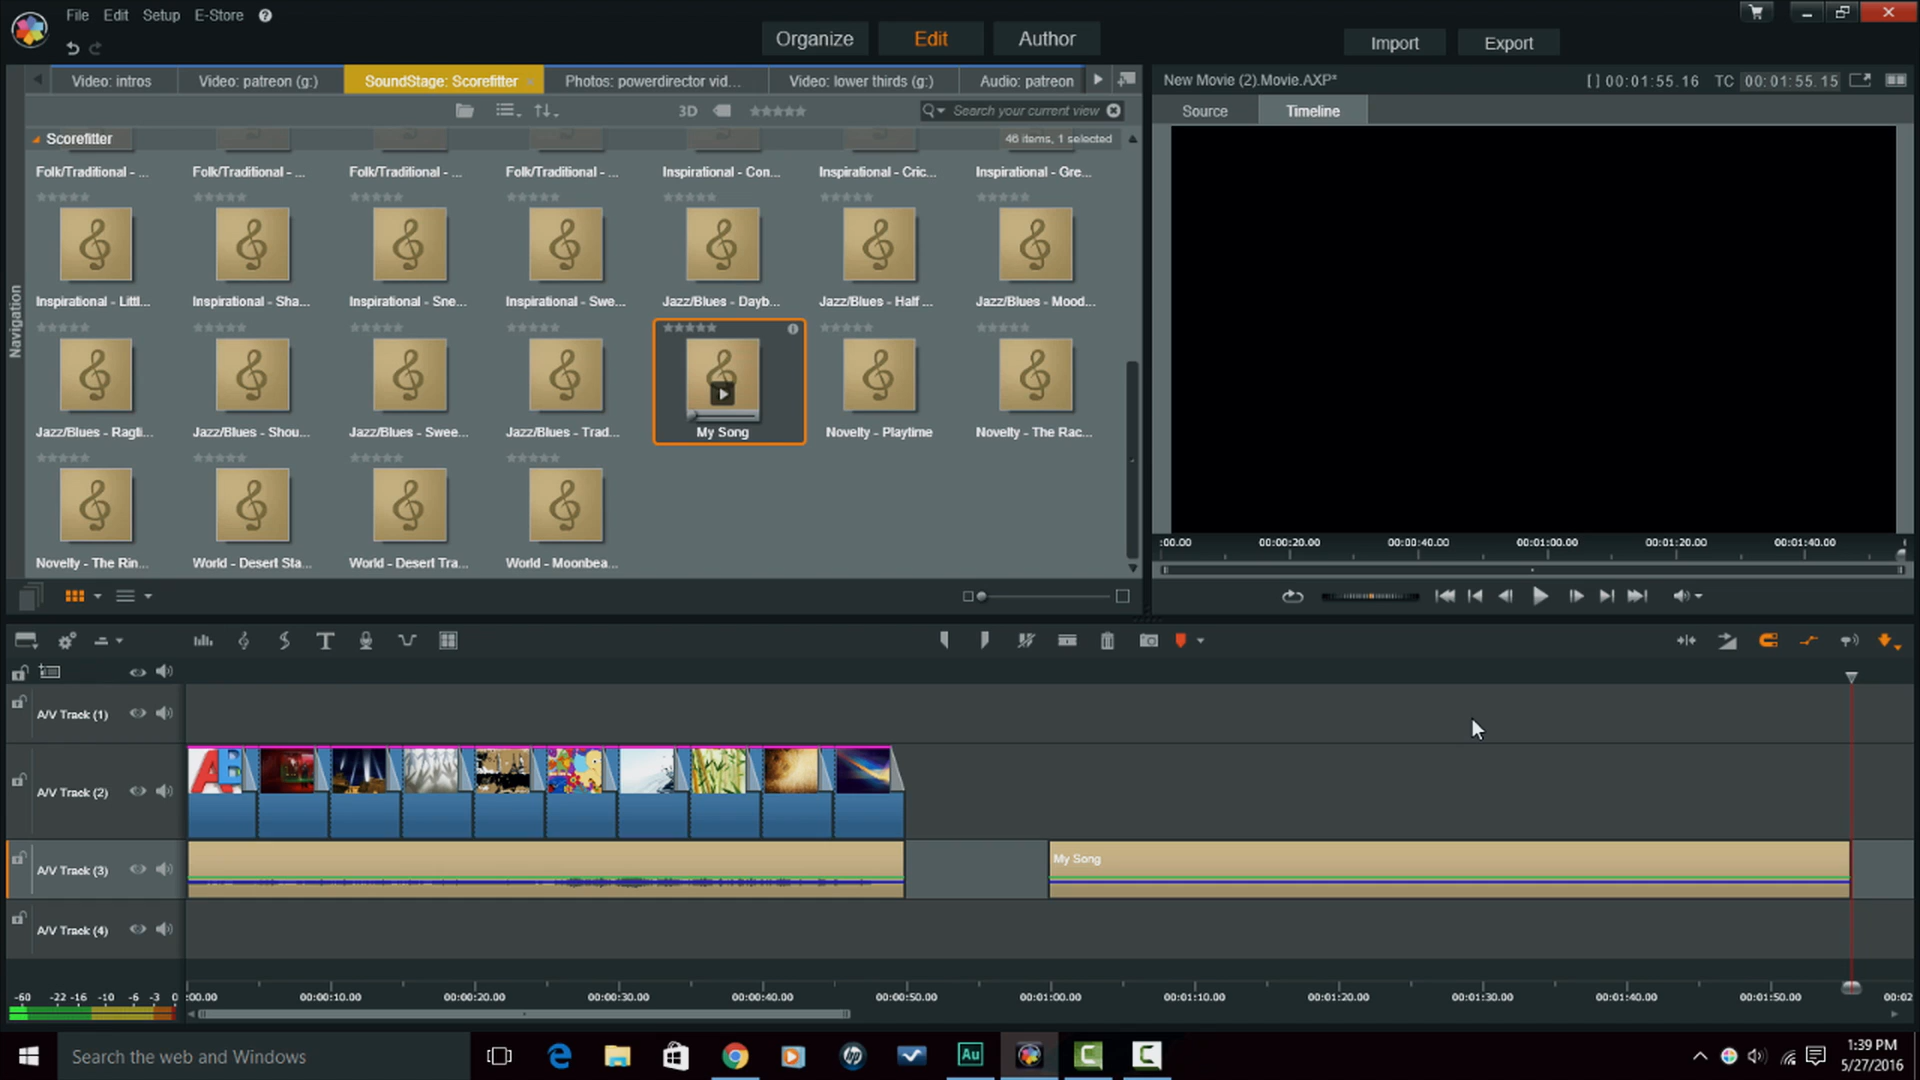 File Edit Setup E-Store ?
Organize Edit Author
Import Export
Video: intros Video: patreon (g:) SoundStage: Scorefitter Photos: powerdirector vid... Video: lower thirds (g:) Audio: patreon
New Movie (2).Movie.AXP*
[ ] 00:01:55.16 TC 00:01:55.15
3D
Search your current view
Source Timeline
Scorefitter
46 items, 1 selected
Folk/Traditional - ... Folk/Traditional - ... Folk/Traditional - ... Folk/Traditional - ... Inspirational - Con... Inspirational - Cric... Inspirational - Gre...
Inspirational - Littl... Inspirational - Sha... Inspirational - Sne... Inspirational - Swe... Jazz/Blues - Dayb... Jazz/Blues - Half ... Jazz/Blues - Mood...
Jazz/Blues - Ragti... Jazz/Blues - Shou... Jazz/Blues - Swee... Jazz/Blues - Trad... My Song Novelty - Playtime Novelty - The Rac...
Novelty - The Rin... World - Desert Sta... World - Desert Tra... World - Moonbea...
Navigation
:00.00 00:00:20.00 00:00:40.00 00:01:00.00 00:01:20.00 00:01:40.00
A/V Track (1)
A/V Track (2)
A/V Track (3)
My Song
A/V Track (4)
-60 -22 -16 -10 -6 -3 0
:00.00 00:00:10.00 00:00:20.00 00:00:30.00 00:00:40.00 00:00:50.00 00:01:00.00 00:01:10.00 00:01:20.00 00:01:30.00 00:01:40.00 00:01:50.00 00:02
Search the web and Windows
hp
Au
C
C
1:39 PM
5/27/2016